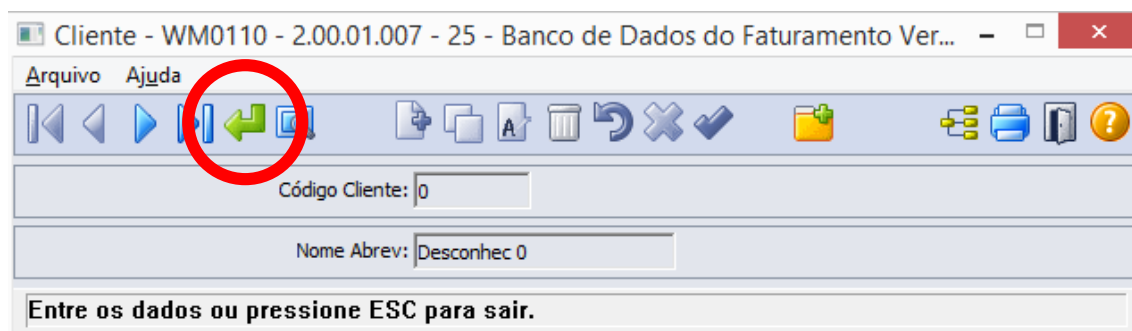 Cliente - WM0110 - 2.00.01.007 - 25 - Banco de Dados do Faturamento Ver...
Arquivo Ajuda
Código Cliente: 0
Nome Abrev: Desconhec 0
Entre os dados ou pressione ESC para sair.